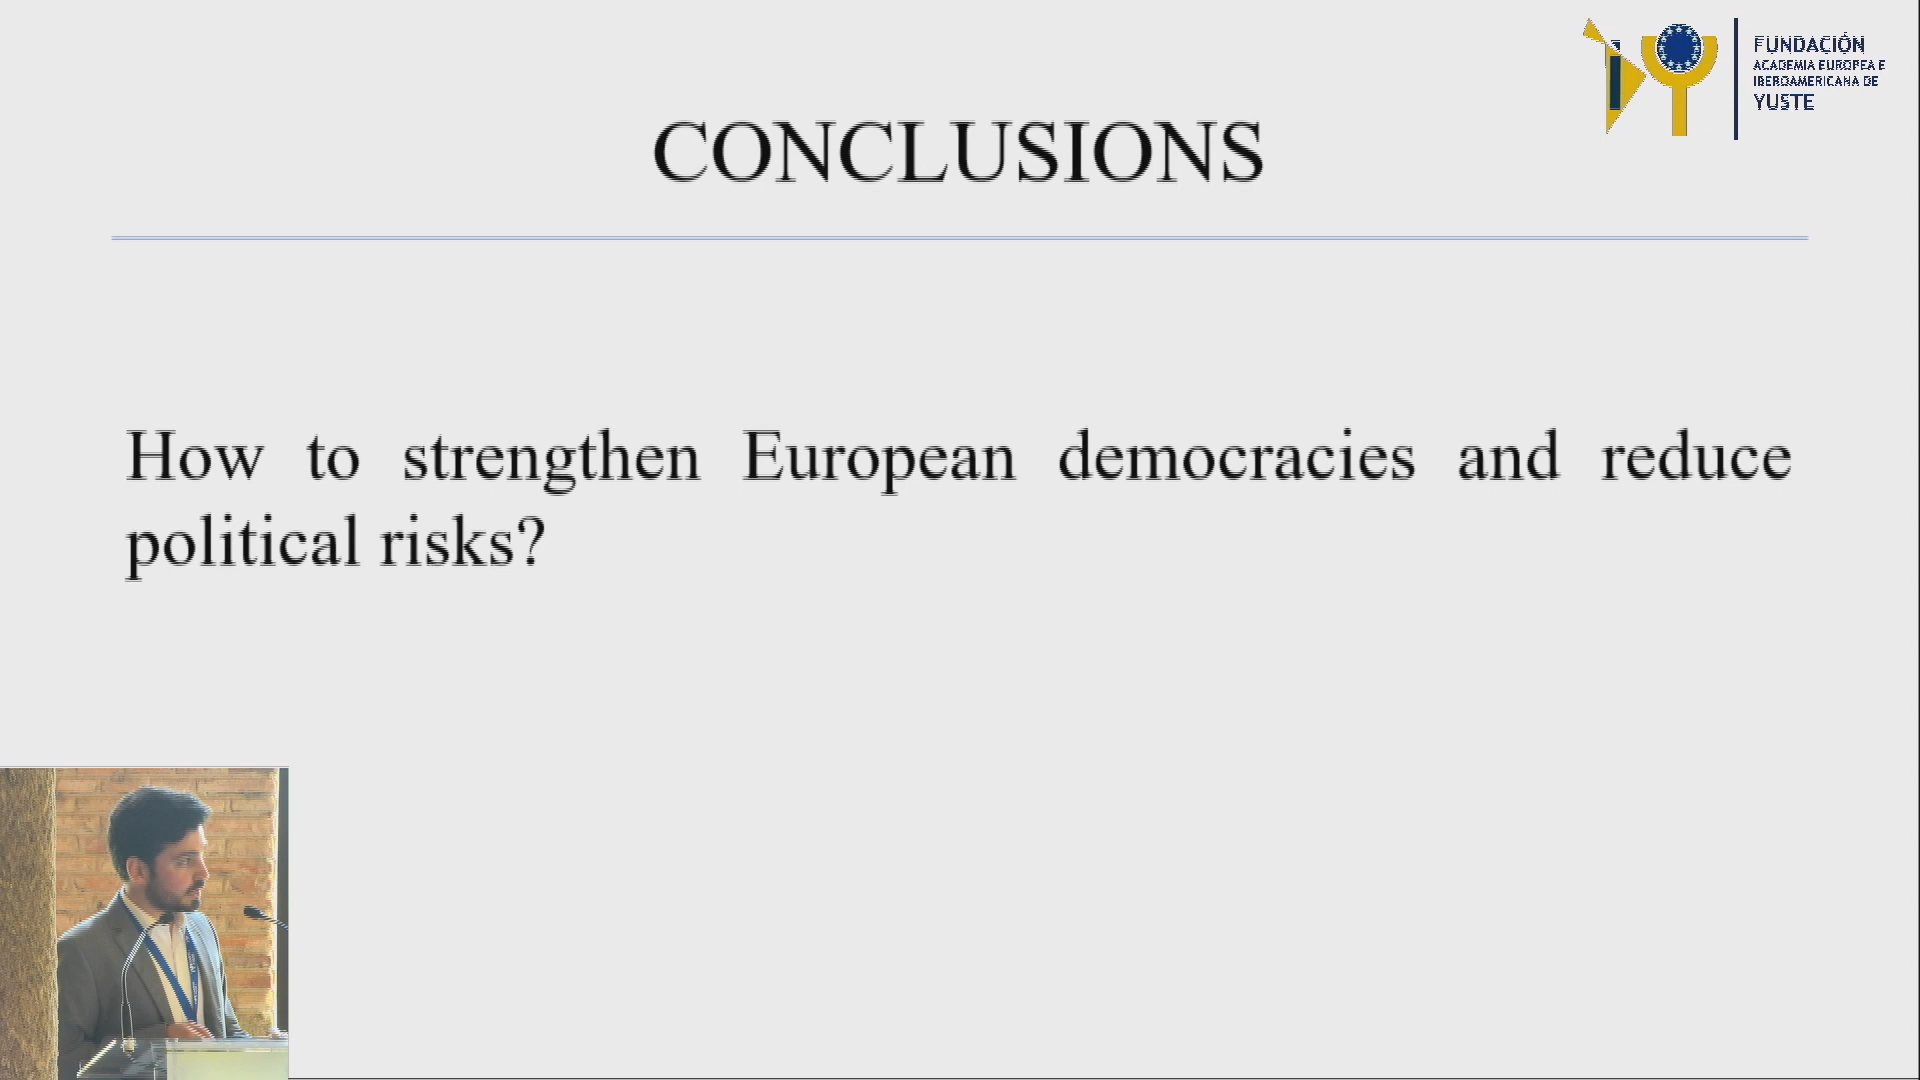 FUNDACIÓN
ACADEMIA EUROPEA E
IBEROAMERICANA DE
YUSTE
CONCLUSIONS
How to strengthen European democracies and reduce
political risks?